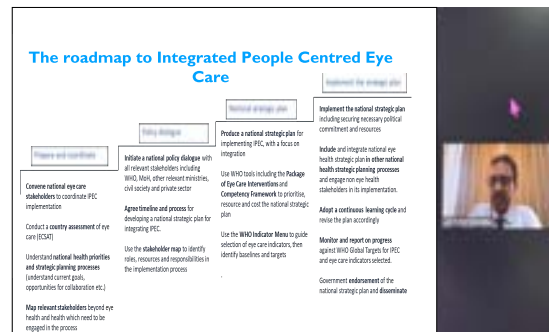 The roadmap to Integrated People Centred Eye
Care
Prepare and coordinate
Convene national eye care
stakeholders to coordinate IPEC
implementation
Conduct a country assessment of eye
care (ECSAT)
Understand national health priorities
and strategic planning processes
(understand current goals,
opportunities for collaboration etc.)
Map relevant stakeholders beyond eye
health and health which need to be
engaged in the process
Policy dialogue
Initiate a national policy dialogue with
all relevant stakeholders including
WHO, MoH, other relevant ministries,
civil society and private sector
Agree timeline and process for
developing a national strategic plan for
integrating IPEC.
Use the stakeholder map to identify
roles, resources and responsibilities in
the implementation process
National strategic plan
Produce a national strategic plan for
implementing IPEC, with a focus on
integration
Use WHO tools including the Package
of Eye Care Interventions and
Competency Framework to prioritise,
resource and cost the national strategic
plan
Use the WHO Indicator Menu to guide
selection of eye care indicators, then
identify baselines and targets
.
Implement the strategic plan
Implement the national strategic plan
including securing necessary political
commitment and resources
Include and integrate national eye
health strategic plan in other national
health strategic planning processes
and engage non eye health
stakeholders in its implementation.
Adopt a continuous learning cycle and
revise the plan accordingly
Monitor and report on progress
against WHO Global Targets for IPEC
and eye care indicators selected.
Government endorsement of the
national strategic plan and disseminate